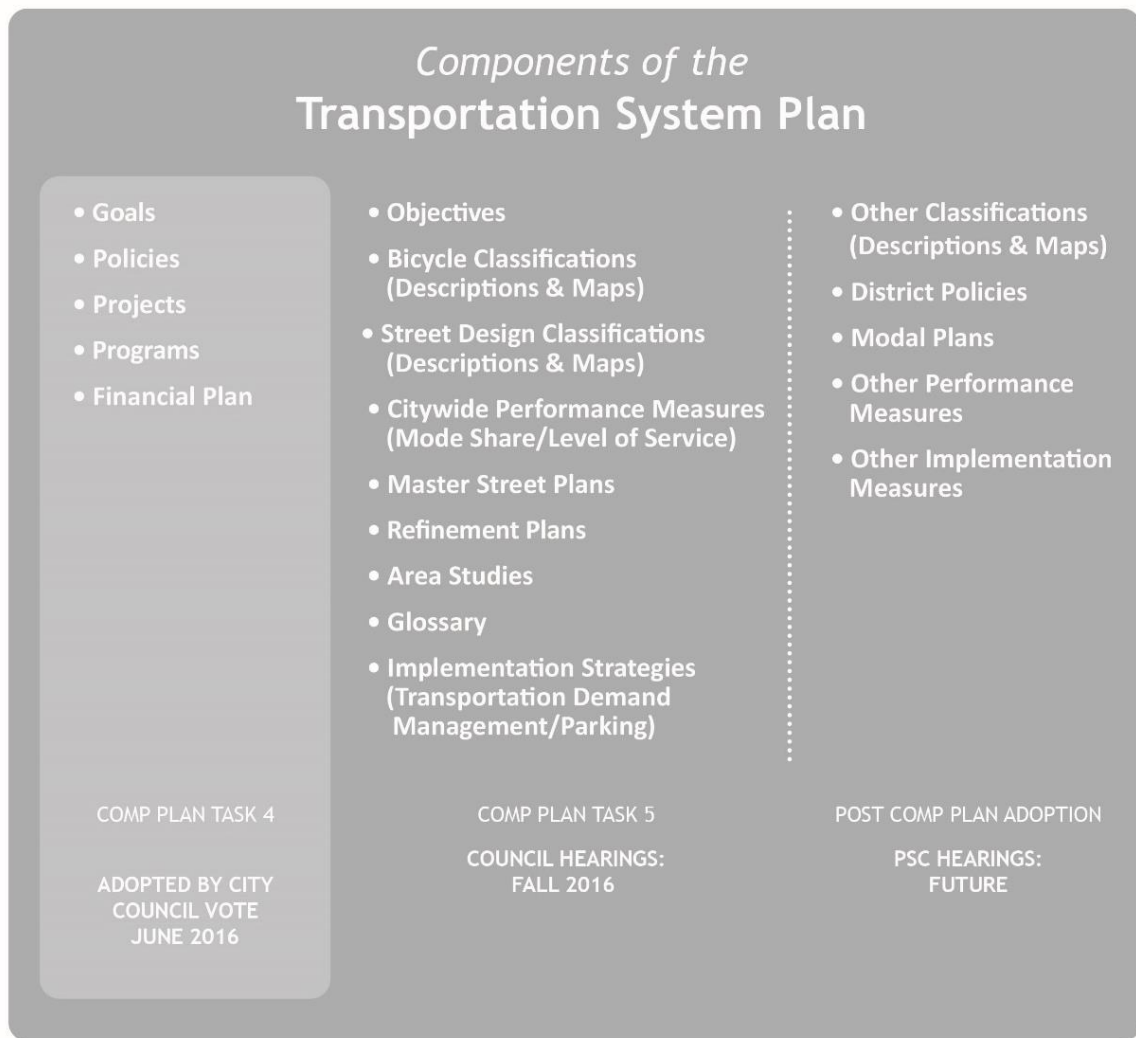 Components of the
Transportation System Plan
• Goals
• Policies
• Projects
• Programs
• Financial Plan
COMP PLAN TASK 4
ADOPTED BY CITY
COUNCIL VOTE
JUNE 2016
• Objectives
• Bicycle Classifications
(Descriptions & Maps)
• Street Design Classifications
(Descriptions & Maps)
• Citywide Performance Measures
(Mode Share/Level of Service)
• Master Street Plans
• Refinement Plans
• Area Studies
• Glossary
• Implementation Strategies
(Transportation Demand
Management/Parking)
COMP PLAN TASK 5
COUNCIL HEARINGS:
FALL 2016
• Other Classifications
(Descriptions & Maps)
• District Policies
• Modal Plans
• Other Performance
Measures
• Other Implementation
Measures
POST COMP PLAN ADOPTION
PSC HEARINGS:
FUTURE